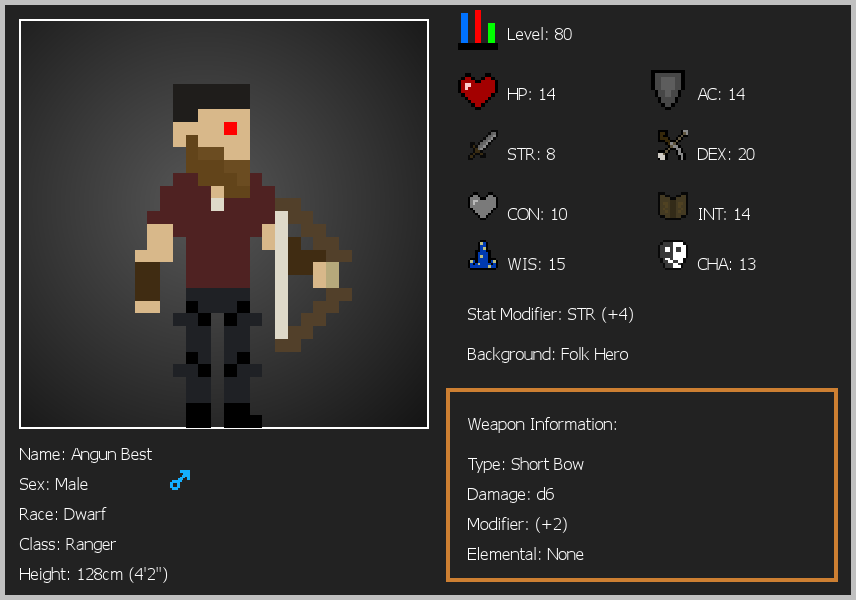 Level: 80
HP: 14
AC: 14
STR: 8
DEX: 20
CON: 10
INT: 14
WIS: 15
CHA: 13
Stat Modifier: STR (+4)
Background: Folk Hero
Weapon Information:
Type: Short Bow
Damage: d6
Modifier: (+2)
Elemental: None
Name: Angun Best
Sex: Male
Race: Dwarf
Class: Ranger
Height: 128cm (4'2")